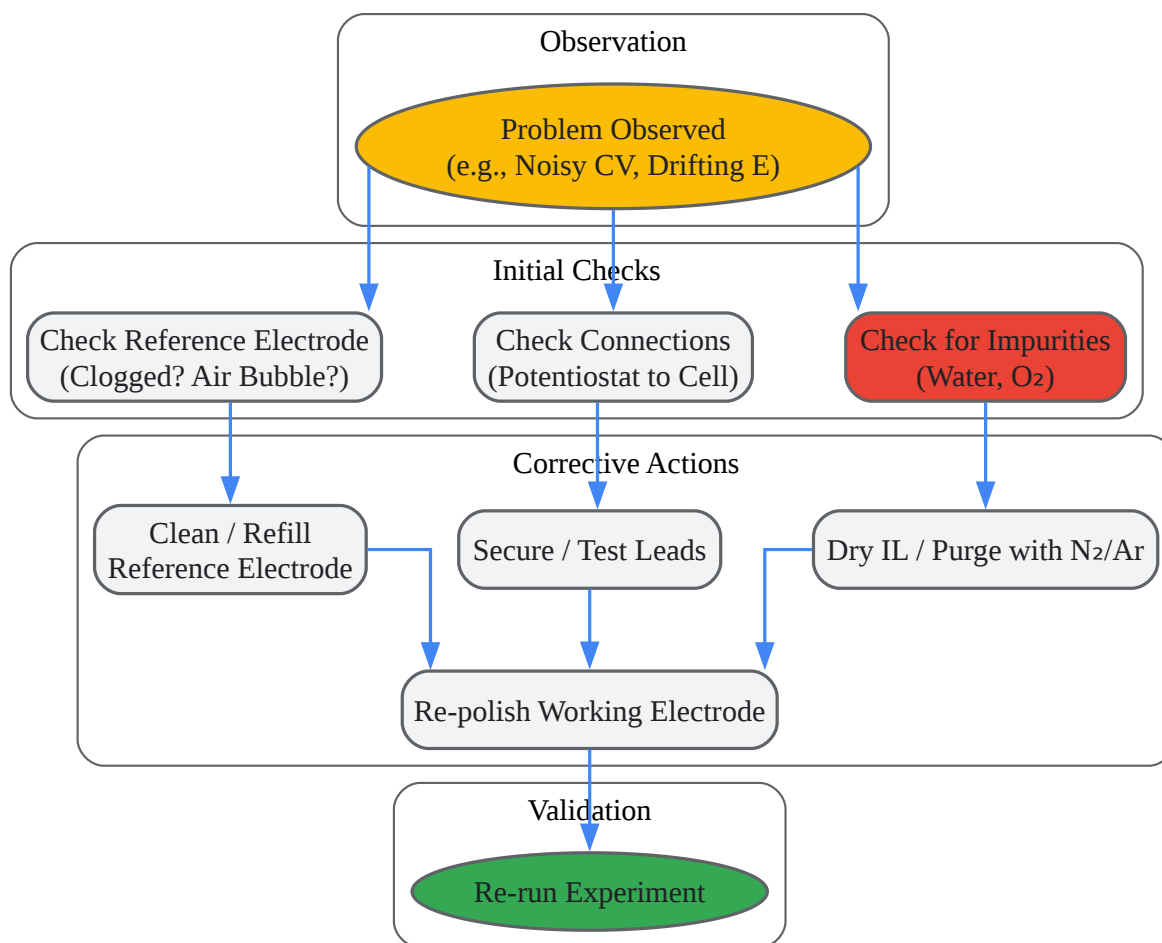 Observation
Problem Observed
(e.g., Noisy CV, Drifting E)
Initial Checks
Check Reference Electrode
(Clogged? Air Bubble?)
Check Connections
(Potentiostat to Cell)
Check for Impurities
(Water, O₂)
Corrective Actions
Clean / Refill
Reference Electrode
Secure / Test Leads
Dry IL / Purge with N₂/Ar
Re-polish Working Electrode
Validation
Re-run Experiment